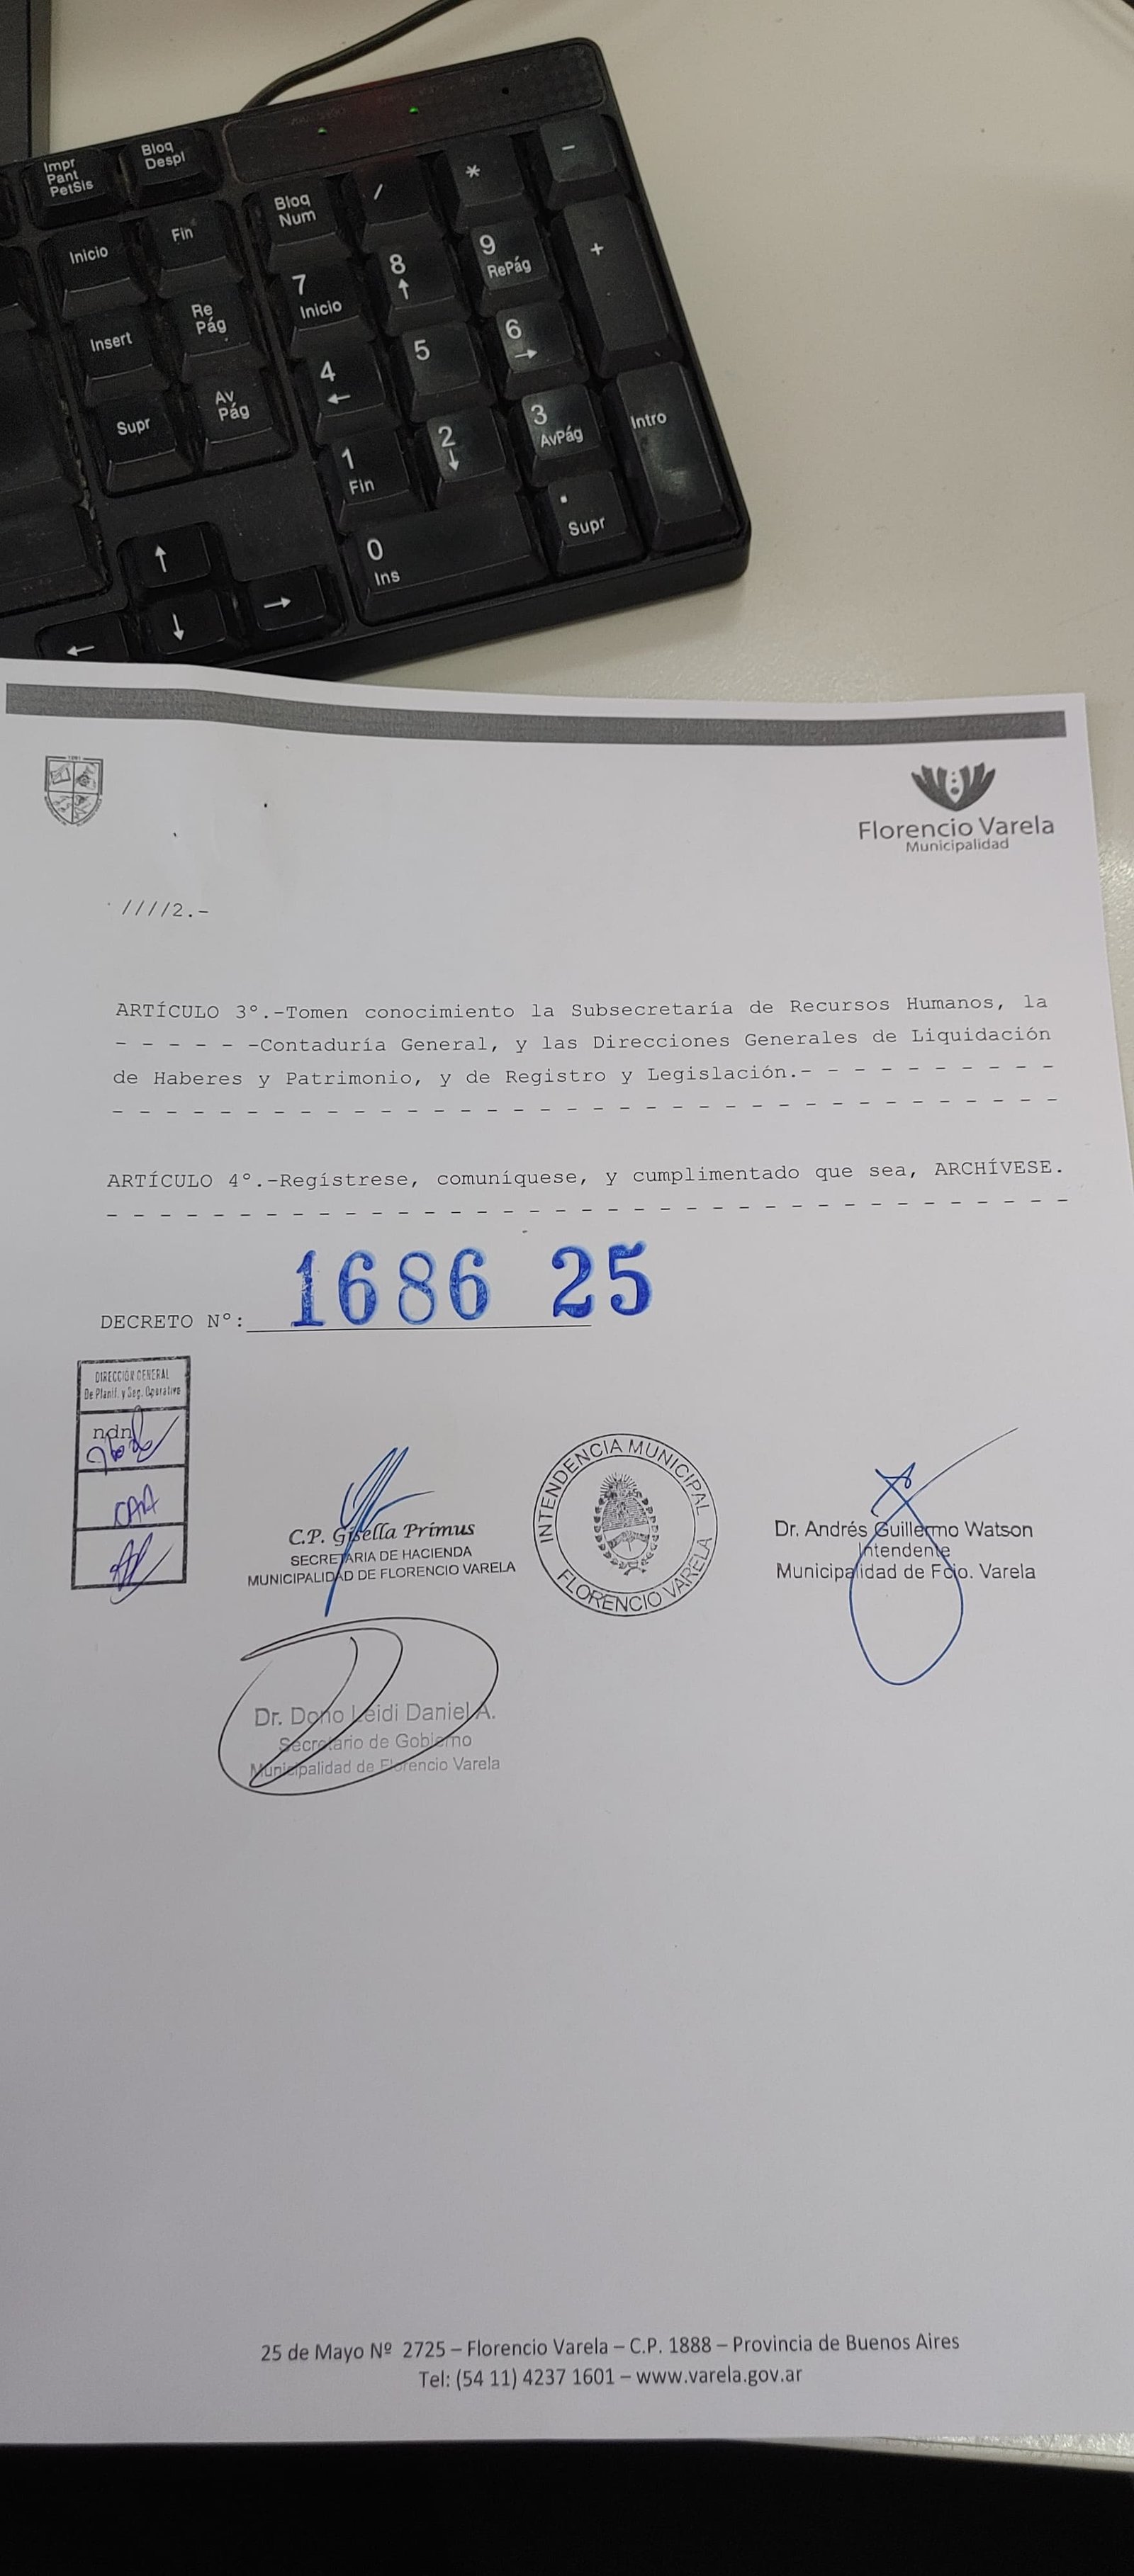 Impr
Pant
PetSis
Bloq
Despl
Inicio
Fin
Insert
Re
Pág
Supr
Av
Pág
↑
←
↓
→
Bloq
Num
/
*
-
7
Inicio
8
↑
9
RePág
+
4
←
5
6
→
1
Fin
2
↓
3
AvPág
Intro
0
Ins
.
Supr
Florencio Varela
Municipalidad
////2.-
ARTÍCULO 3°.-Tomen conocimiento la Subsecretaría de Recursos Humanos, la
- - - - - -Contaduría General, y las Direcciones Generales de Liquidación
de Haberes y Patrimonio, y de Registro y Legislación.- - - - - - - - - -
- - - - - - - - - - - - - - - - - - - - - - - - - - - - - - - - - - - -
ARTÍCULO 4°.-Regístrese, comuníquese, y cumplimentado que sea, ARCHÍVESE.
- - - - - - - - - - - - - - - - - - - - - - - - - - - - - - - - - - - -
DECRETO N°: 1686 25
DIRECCIÓN GENERAL
De Planif. y Seg. Operativo
ndn
C.P. Gisella Primus
SECRETARIA DE HACIENDA
MUNICIPALIDAD DE FLORENCIO VARELA
INTENDENCIA MUNICIPAL
FLORENCIO VARELA
Dr. Andrés Guillermo Watson
Intendente
Municipalidad de Fcio. Varela
Dr. Dono Leidi Daniel A.
Secretario de Gobierno
Municipalidad de Florencio Varela
25 de Mayo Nº 2725 – Florencio Varela – C.P. 1888 – Provincia de Buenos Aires
Tel: (54 11) 4237 1601 – www.varela.gov.ar